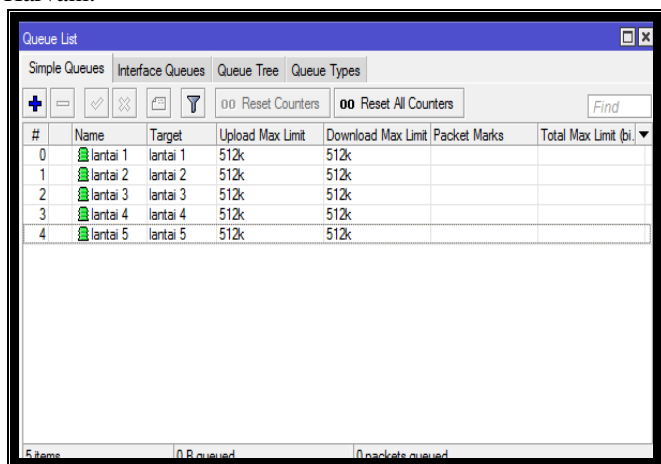 Queue List
Simple Queues Interface Queues Queue Tree Queue Types
00 Reset Counters 00 Reset All Counters Find
# Name Target Upload Max Limit Download Max Limit Packet Marks Total Max Limit (bi..
0 lantai 1 lantai 1 512k 512k
1 lantai 2 lantai 2 512k 512k
2 lantai 3 lantai 3 512k 512k
3 lantai 4 lantai 4 512k 512k
4 lantai 5 lantai 5 512k 512k
5 items 0 B queued 0 packets queued